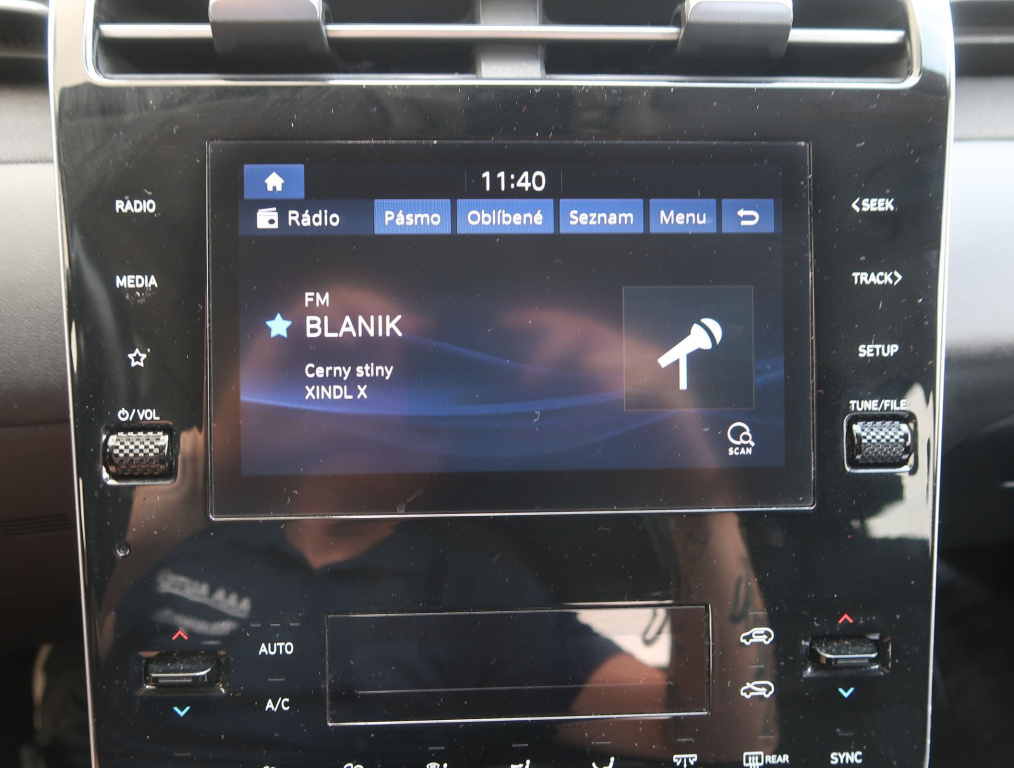 11:40
Rádio
Pásmo
Oblíbené
Seznam
Menu
FM
BLANIK
Cerny stiny
XINDL X
SCAN
RADIO
MEDIA
/ VOL
<SEEK
TRACK>
SETUP
TUNE/FILE
AUTO
A/C
REAR
SYNC